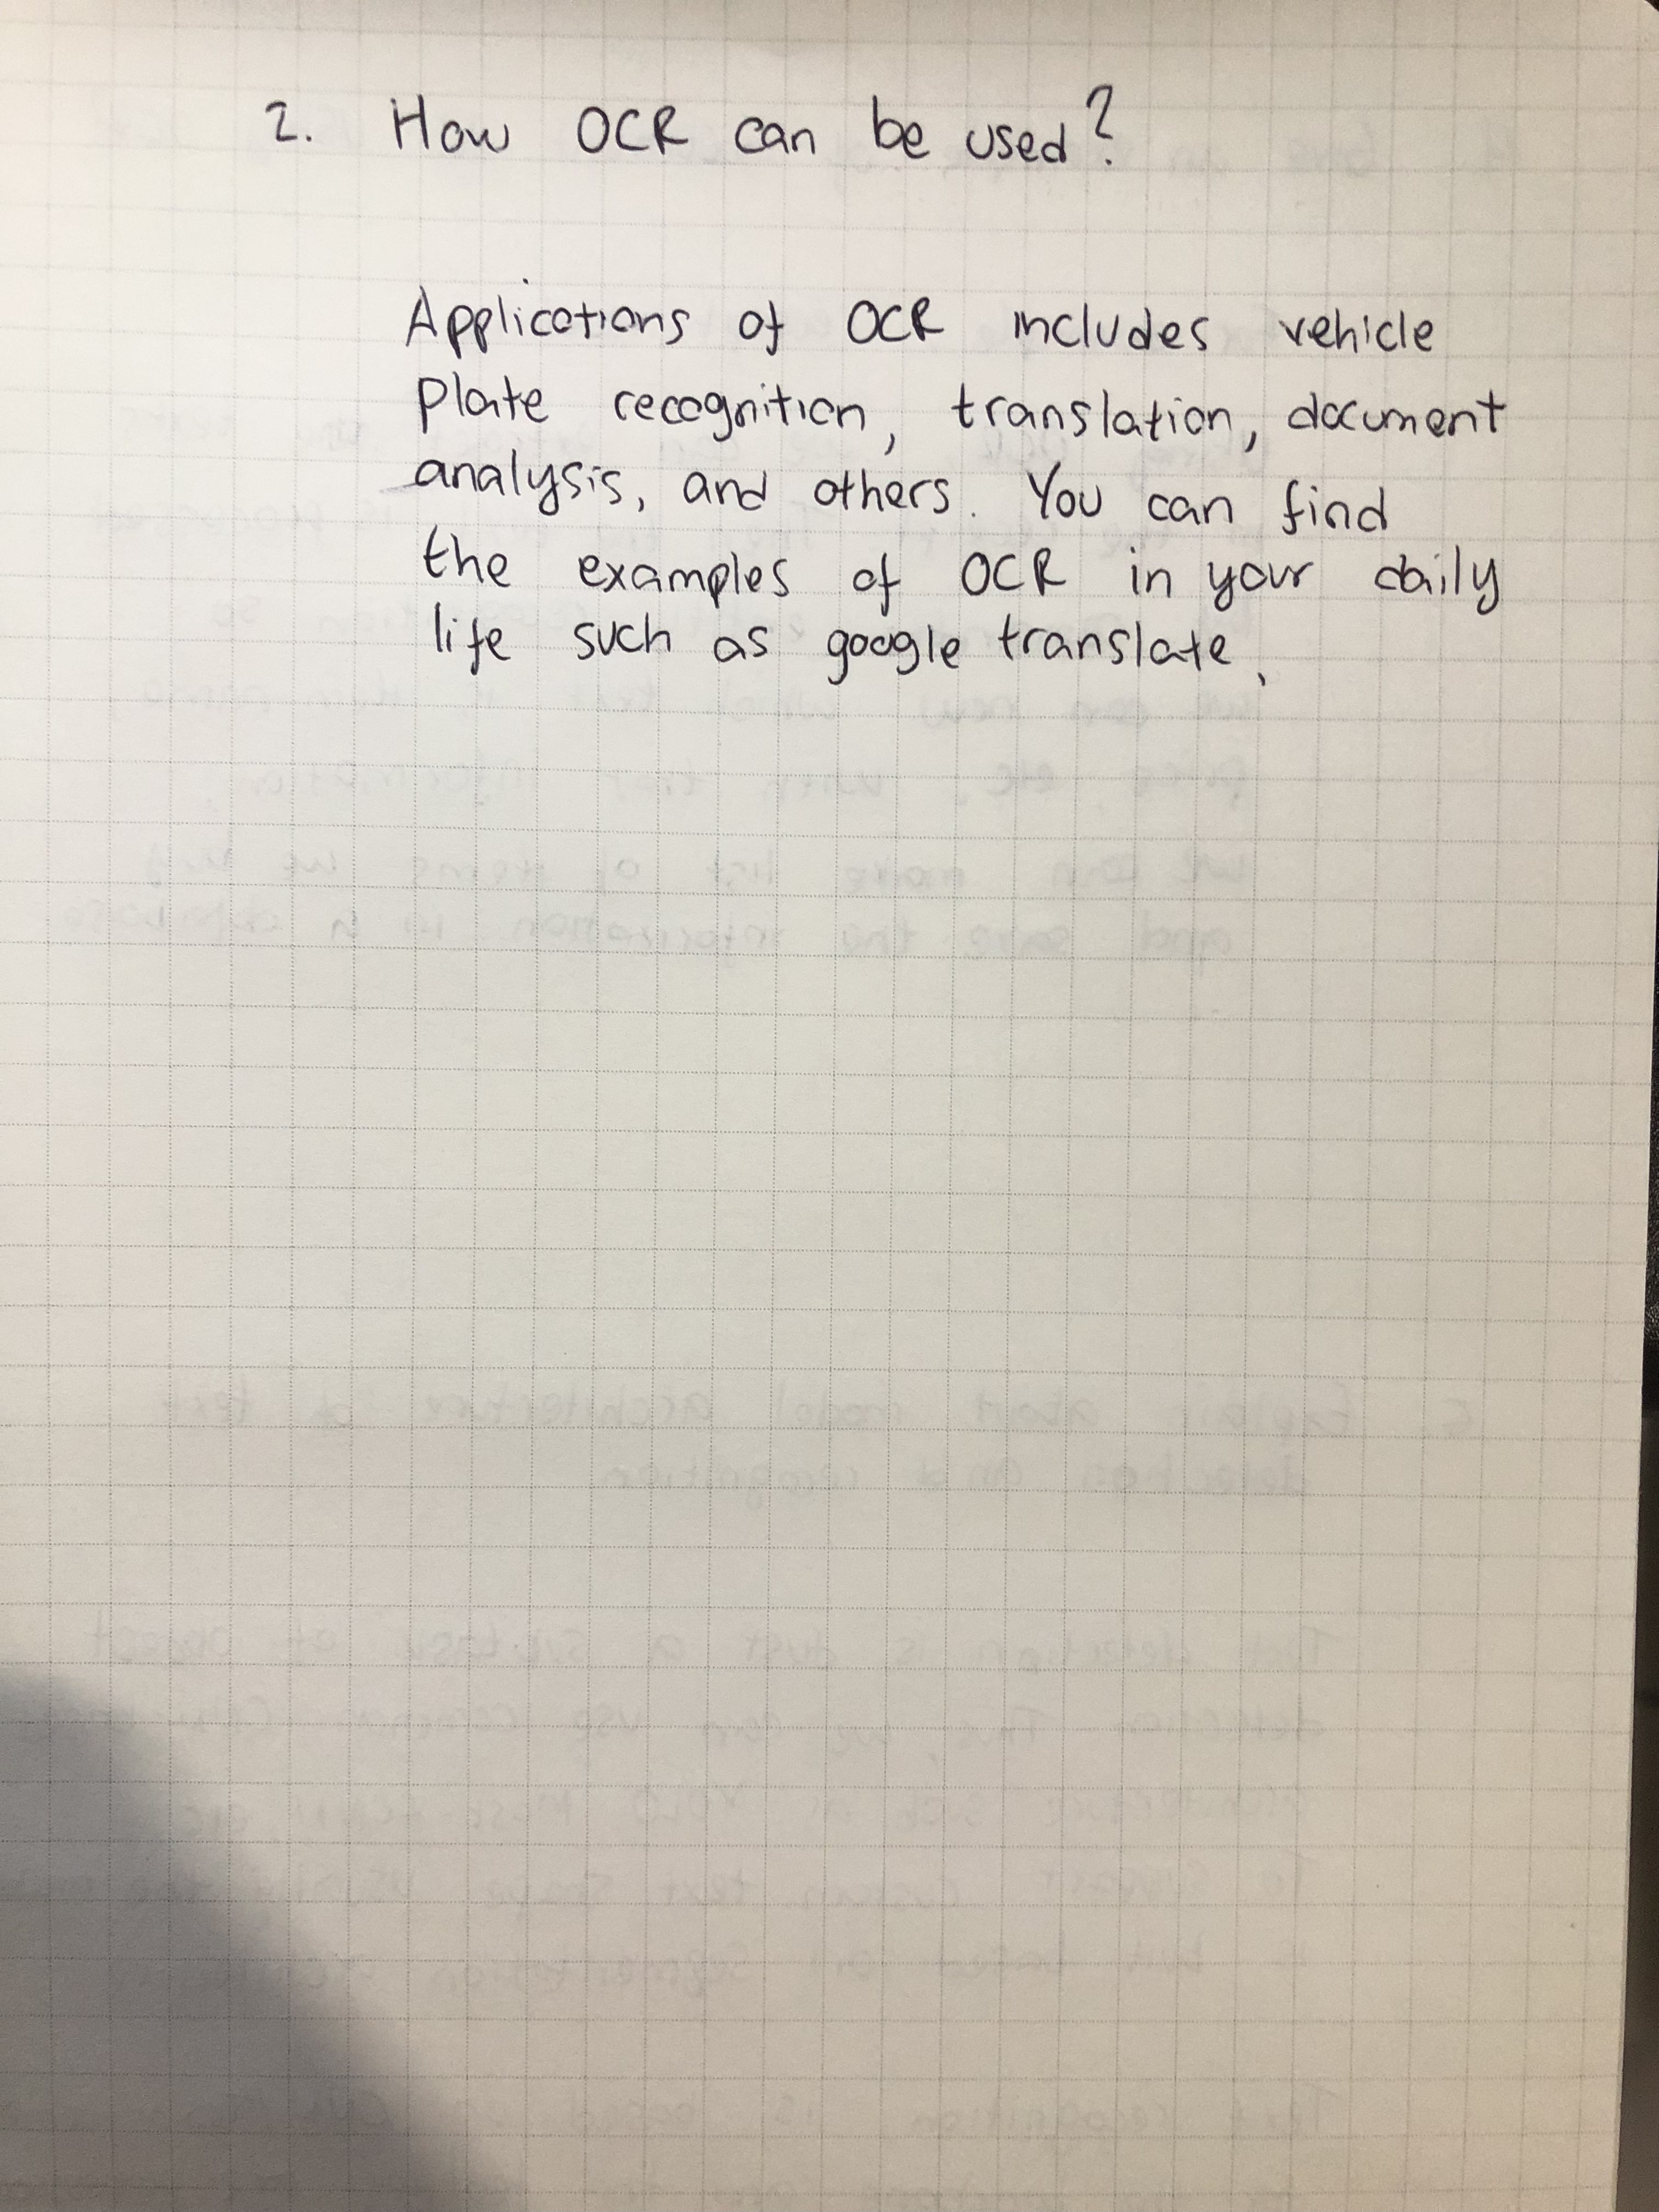 2. How OCR can be used?
Applications of OCR includes vehicle
plate recognition, translation, document
analysis, and others. You can find
the examples of OCR in your daily
life such as google translate.